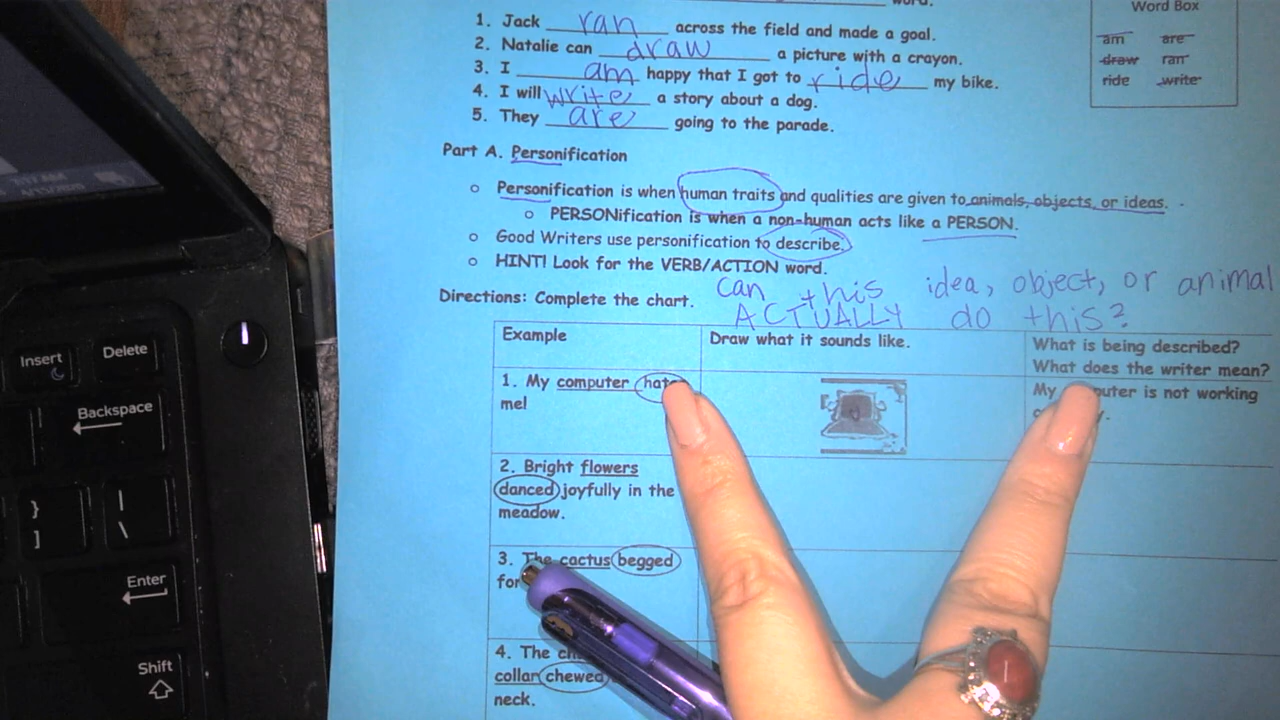 word.
1. Jack ran across the field and made a goal.
2. Natalie can draw a picture with a crayon.
3. I am happy that I got to ride my bike.
4. I will write a story about a dog.
5. They are going to the parade.
Word Box
am are
draw ran
ride write
Part A. Personification
Personification is when human traits and qualities are given to animals, objects, or ideas.
PERSONification is when a non-human acts like a PERSON.
Good Writers use personification to describe.
HINT! Look for the VERB/ACTION word.
can this idea, object, or animal
ACTUALLY do this?
Directions: Complete the chart.
Example
Draw what it sounds like.
What is being described?
What does the writer mean?
1. My computer
me!
My is not working
2. Bright flowers
danced joyfully in the
meadow.
3. The cactus begged
for
4. The
collar chewed
neck.
Insert
Delete
Backspace
}
]
|
\
Enter
Shift